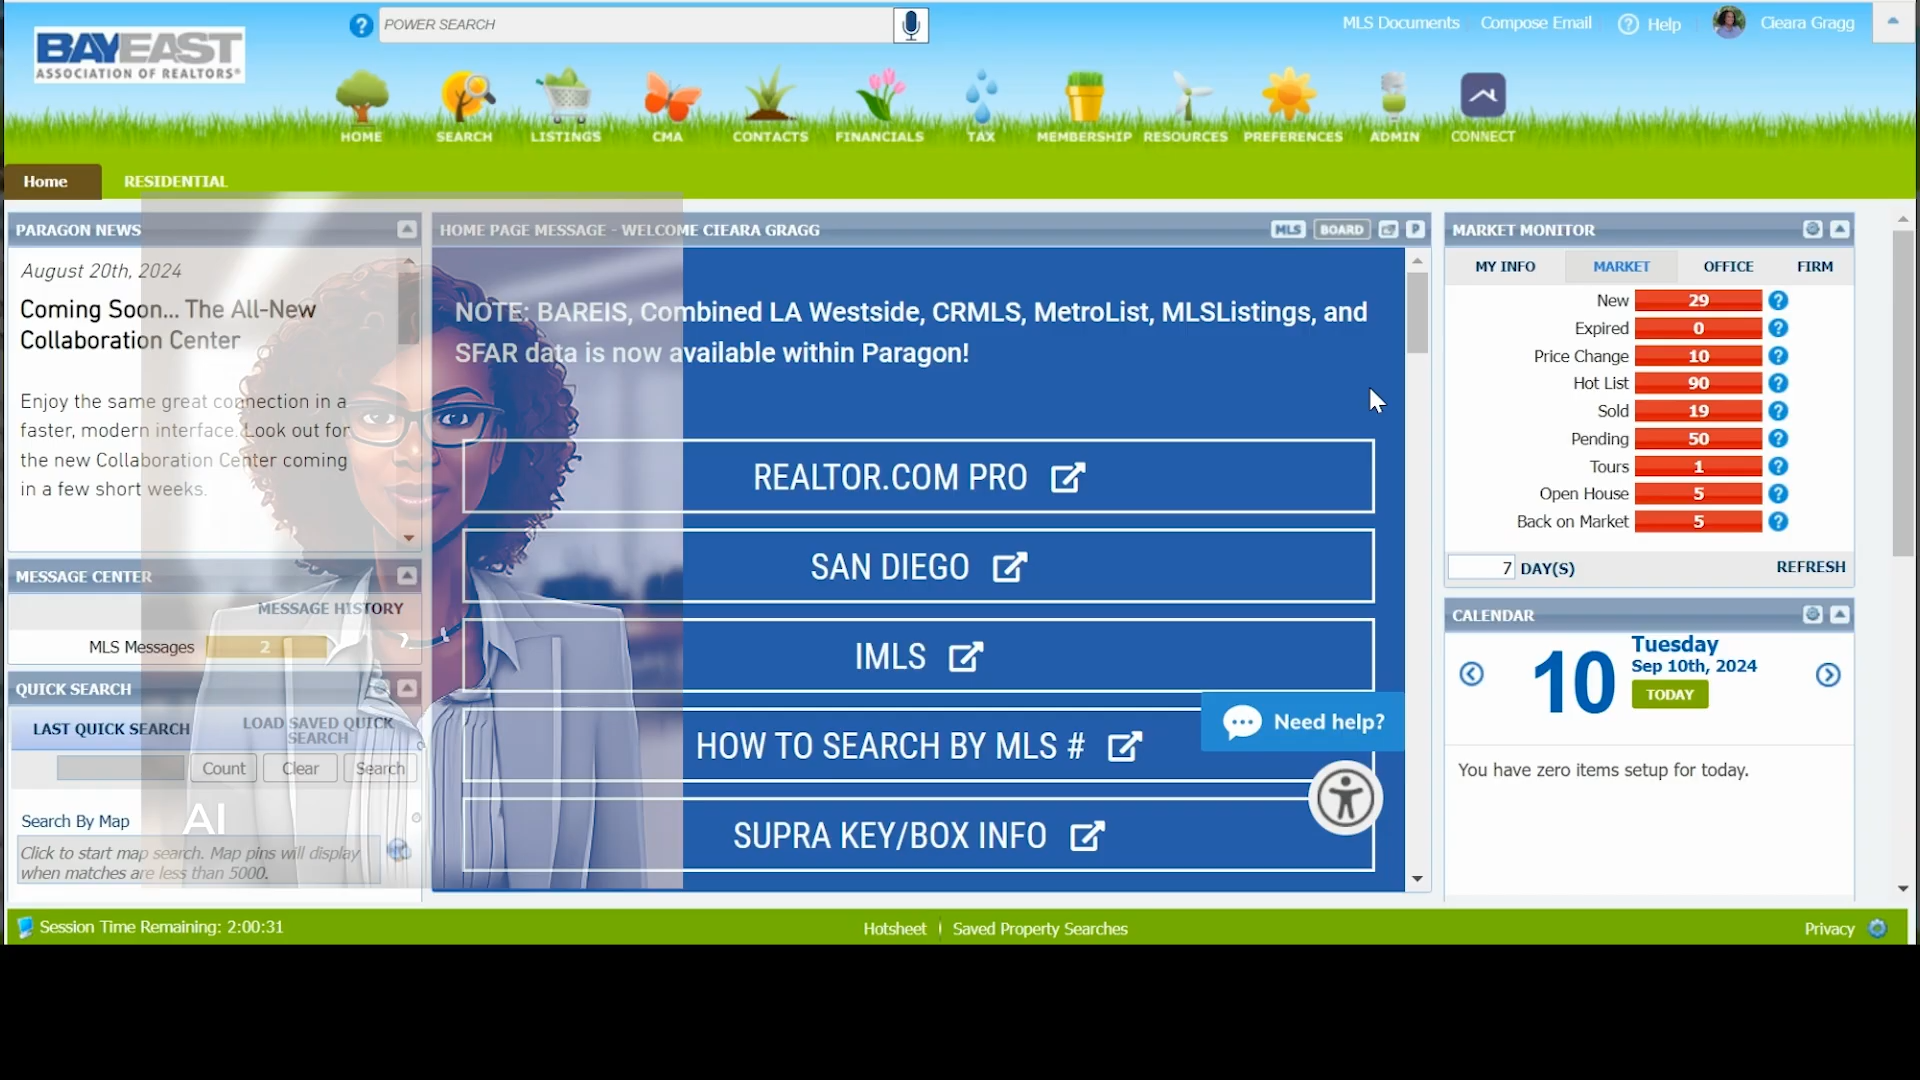 BAYEAST
ASSOCIATION OF REALTORS®
? POWER SEARCH
MLS Documents Compose Email ? Help Cieara Gragg
HOME SEARCH LISTINGS CMA CONTACTS FINANCIALS TAX MEMBERSHIP RESOURCES PREFERENCES ADMIN CONNECT
Home RESIDENTIAL
PARAGON NEWS
August 20th, 2024
Coming Soon... The All-New
Collaboration Center
Enjoy the same great connection in a
faster, modern interface. Look out for
the new Collaboration Center coming
in a few short weeks.
MESSAGE CENTER
MESSAGE HISTORY
MLS Messages 2
QUICK SEARCH
LAST QUICK SEARCH
LOAD SAVED QUICK
SEARCH
Count Clear Search
AI
Search By Map
Click to start map search. Map pins will display
when matches are less than 5000.
HOME PAGE MESSAGE - WELCOME CIEARA GRAGG MLS BOARD P
NOTE: BAREIS, Combined LA Westside, CRMLS, MetroList, MLSListings, and
SFAR data is now available within Paragon!
REALTOR.COM PRO
SAN DIEGO
IMLS
HOW TO SEARCH BY MLS #
SUPRA KEY/BOX INFO
Need help?
MARKET MONITOR
MY INFO MARKET OFFICE FIRM
New 29 ?
Expired 0 ?
Price Change 10 ?
Hot List 90 ?
Sold 19 ?
Pending 50 ?
Tours 1 ?
Open House 5 ?
Back on Market 5 ?
7 DAY(S) REFRESH
CALENDAR
10
Tuesday
Sep 10th, 2024
TODAY
You have zero items setup for today.
Session Time Remaining: 2:00:31
Hotsheet | Saved Property Searches
Privacy